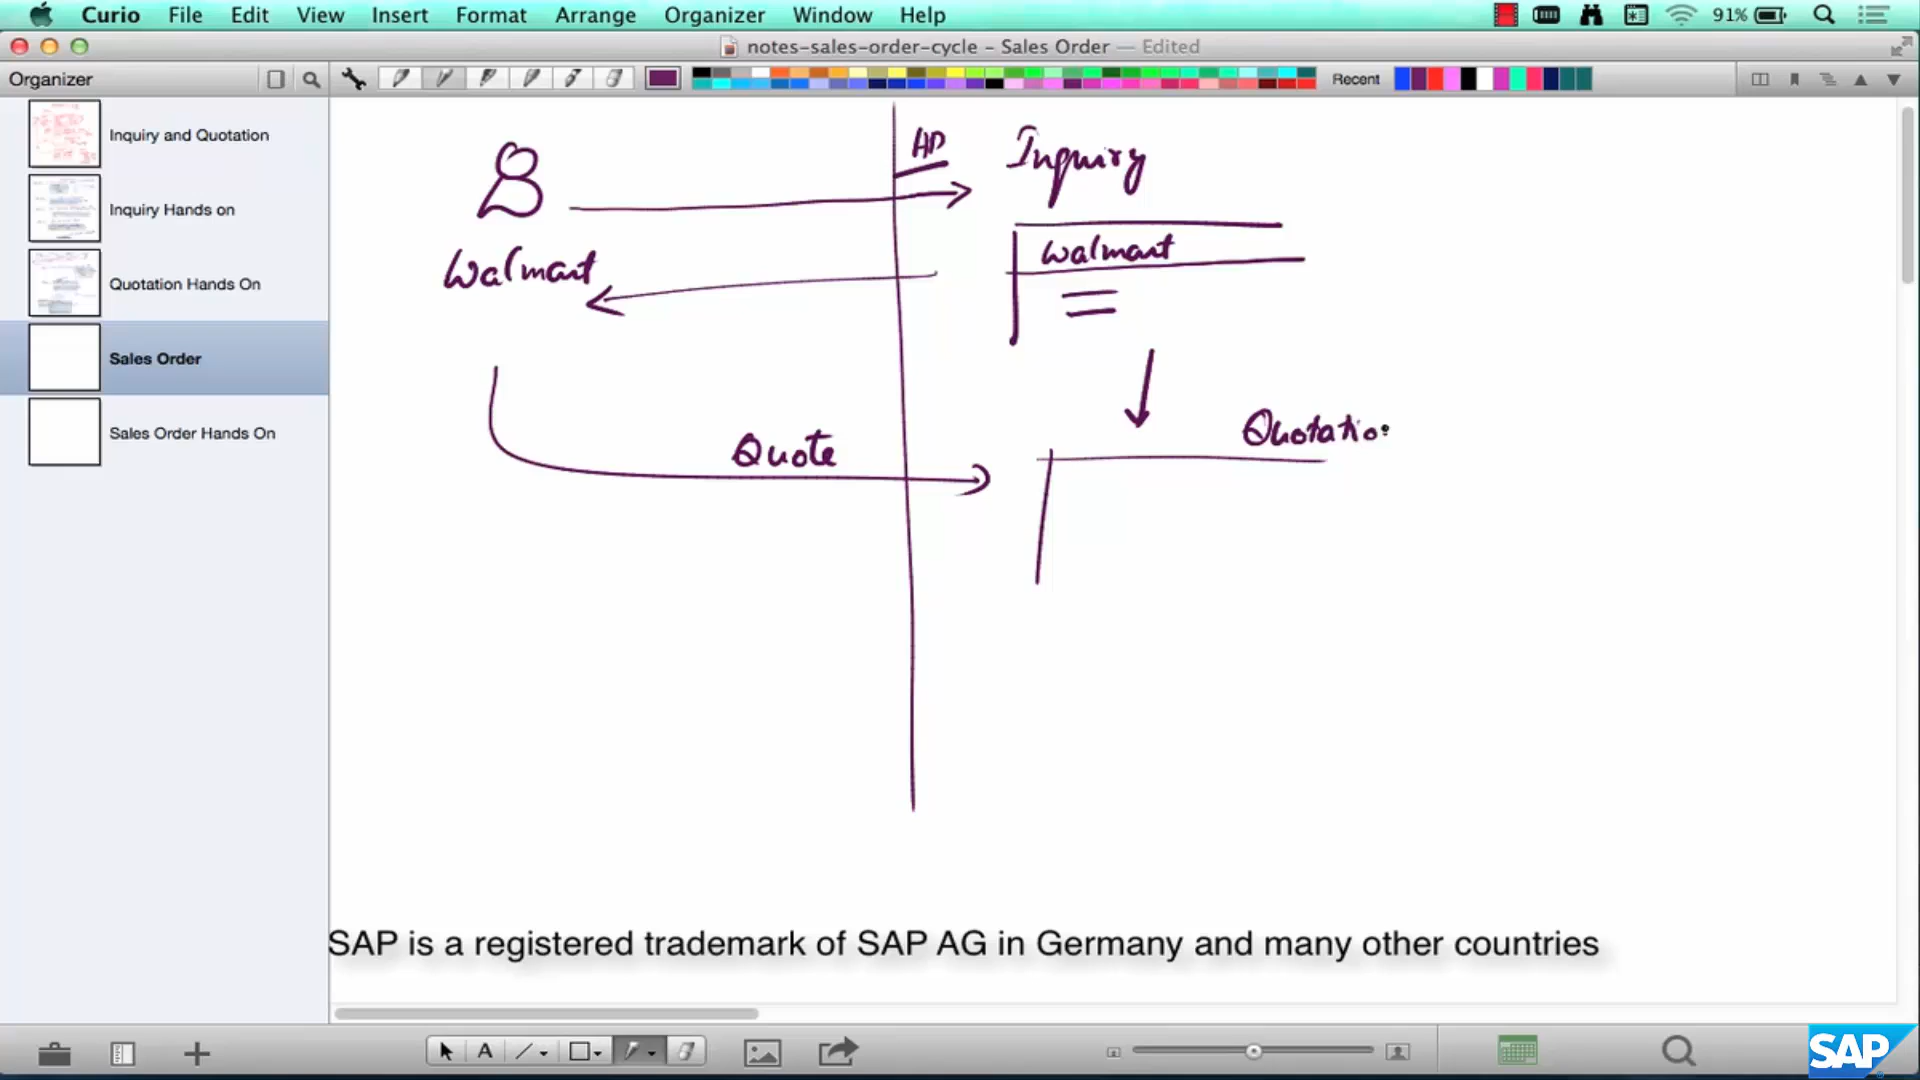 Curio File Edit View Insert Format Arrange Organizer Window Help 91%
notes-sales-order-cycle – Sales Order — Edited
Organizer
Recent
Inquiry and Quotation
Inquiry Hands on
Quotation Hands On
Sales Order
Sales Order Hands On
HP
Inquiry
Walmart
Walmart
Quotation
Quote
SAP is a registered trademark of SAP AG in Germany and many other countries
A
SAP